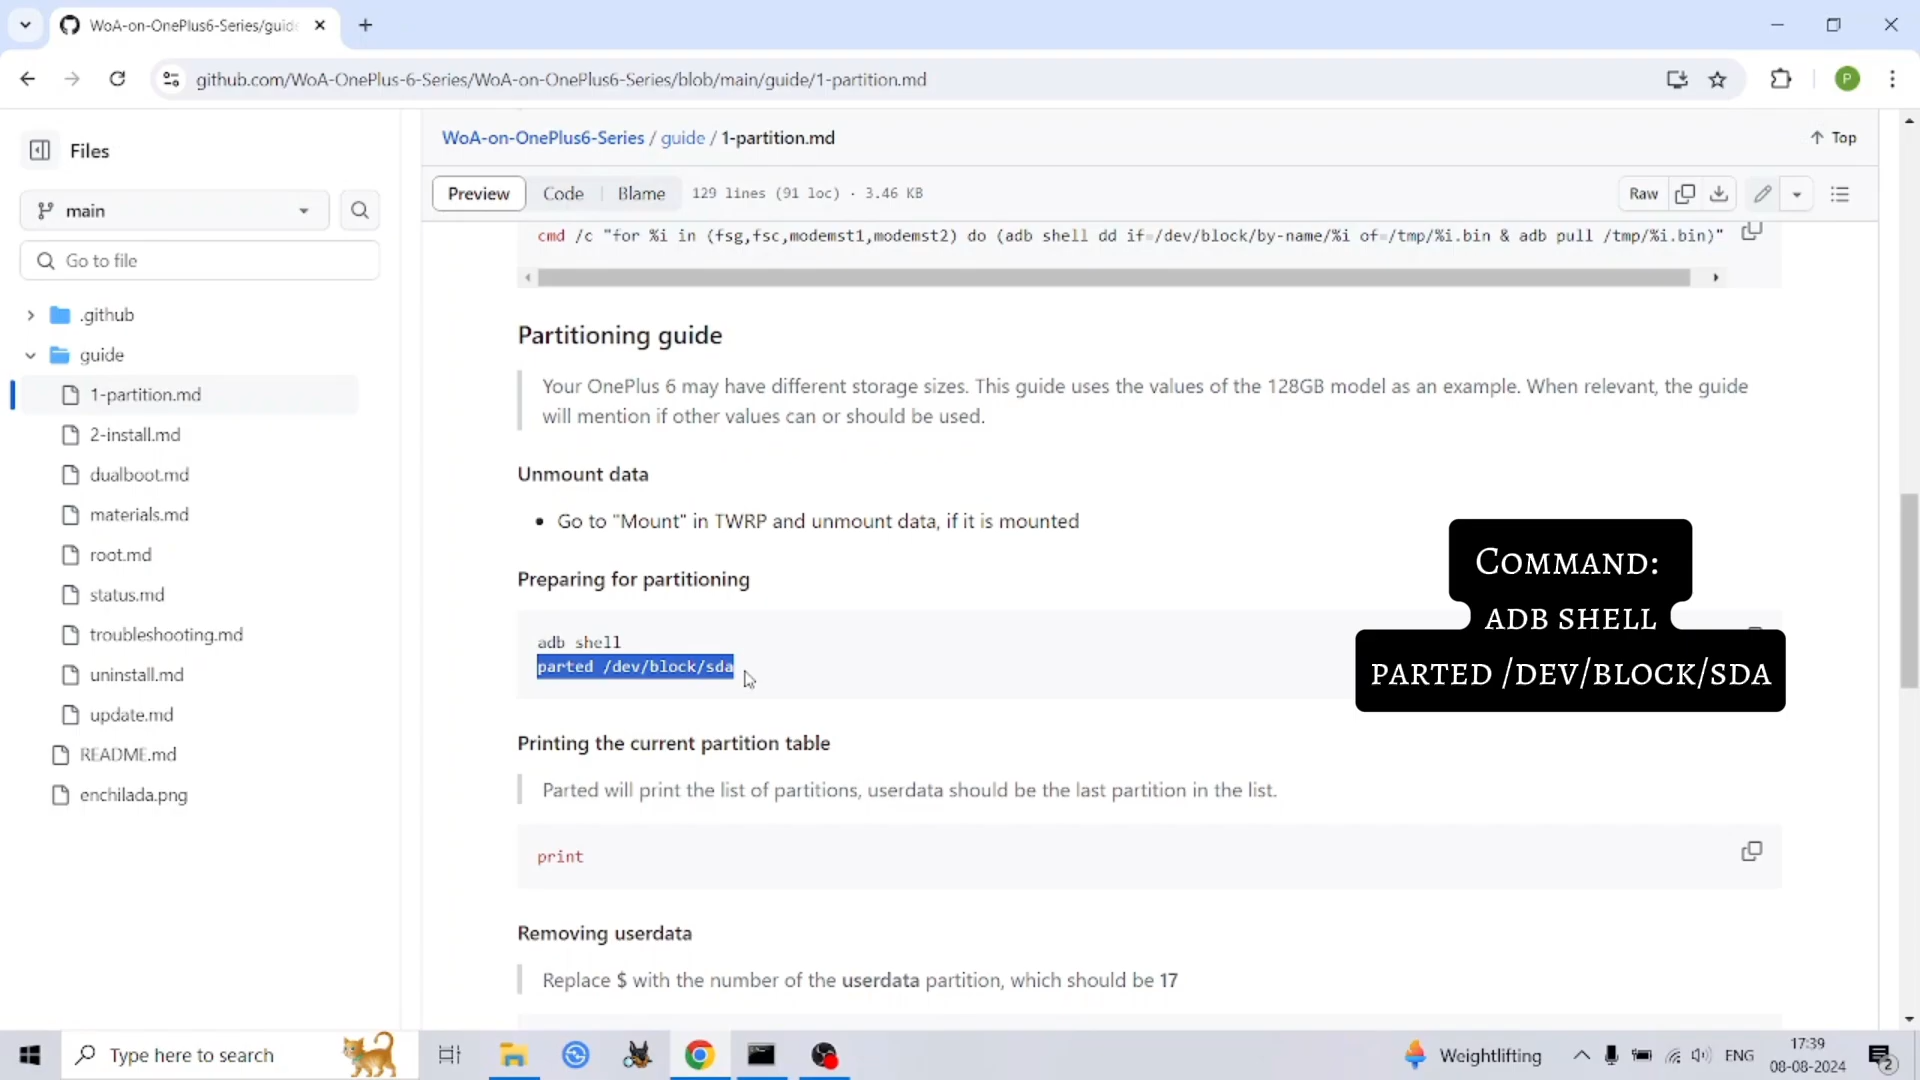 WoA-on-OnePlus6-Series/guid
github.com/WoA-OnePlus-6-Series/WoA-on-OnePlus6-Series/blob/main/guide/1-partition.md
P
Files
main
Go to file
.github
guide
1-partition.md
2-install.md
dualboot.md
materials.md
root.md
status.md
troubleshooting.md
uninstall.md
update.md
README.md
enchilada.png
WoA-on-OnePlus6-Series / guide / 1-partition.md
Top
Preview Code Blame 129 lines (91 loc) · 3.46 KB
Raw
cmd /c "for %i in (fsg,fsc,modemst1,modemst2) do (adb shell dd if=/dev/block/by-name/%i of=/tmp/%i.bin & adb pull /tmp/%i.bin)"
Partitioning guide
Your OnePlus 6 may have different storage sizes. This guide uses the values of the 128GB model as an example. When relevant, the guide
will mention if other values can or should be used.
Unmount data
• Go to "Mount" in TWRP and unmount data, if it is mounted
Preparing for partitioning
adb shell
parted /dev/block/sda
Command:
adb shell
parted /dev/block/sda
Printing the current partition table
Parted will print the list of partitions, userdata should be the last partition in the list.
print
Removing userdata
Replace $ with the number of the userdata partition, which should be 17
Type here to search
Weightlifting
ENG
17:39
08-08-2024
2